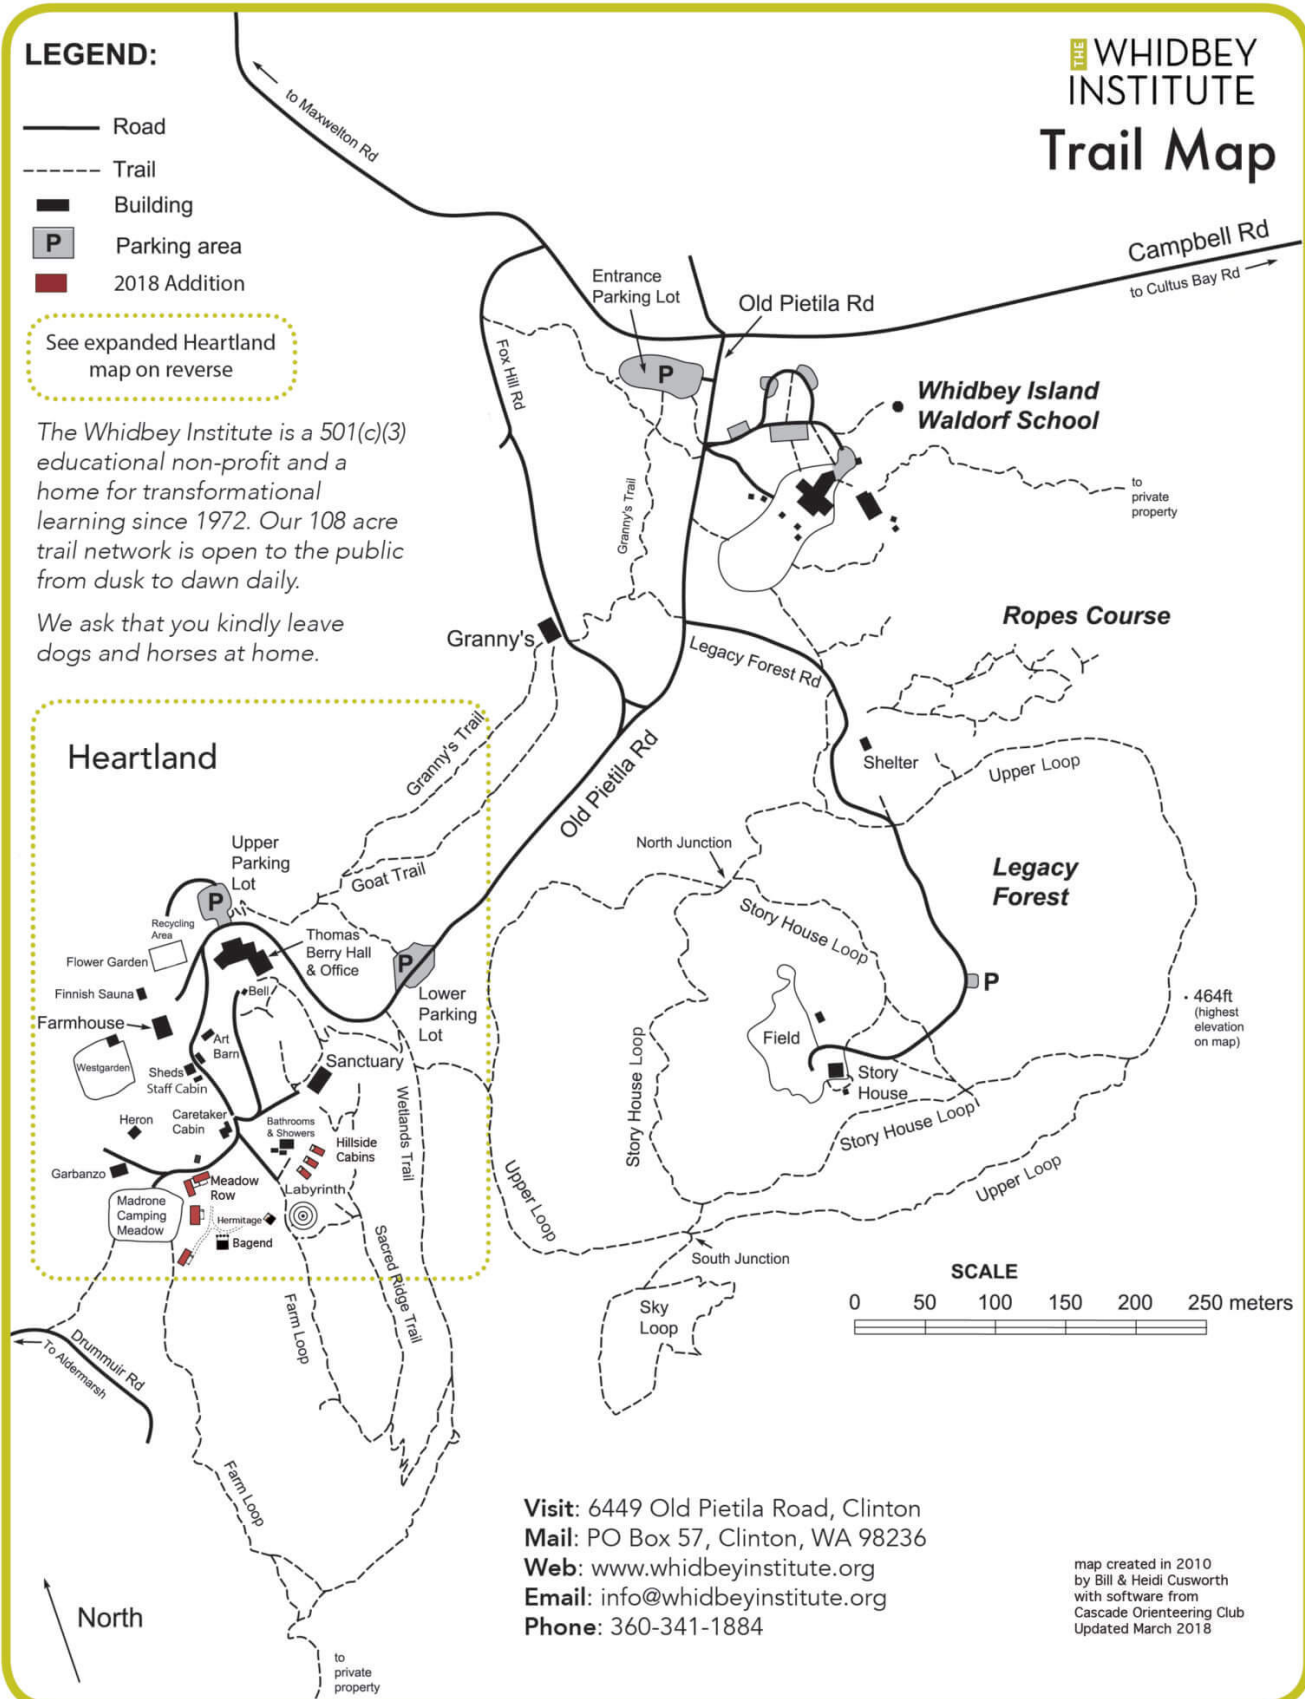 LEGEND:
Road
Trail
Building
P
Parking area
2018 Addition
See expanded Heartland
map on reverse
The Whidbey Institute is a 501(c)(3)
educational non-profit and a
home for transformational
learning since 1972. Our 108 acre
trail network is open to the public
from dusk to dawn daily.
We ask that you kindly leave
dogs and horses at home.
THE WHIDBEY
INSTITUTE
Trail Map
to Maxwelton Rd
Campbell Rd
to Cultus Bay Rd
Entrance
Parking Lot
P
Old Pietila Rd
Fox Hill Rd
Whidbey Island
Waldorf School
to
private
property
Granny's Trail
Granny's
Legacy Forest Rd
Ropes Course
Shelter
Upper Loop
Old Pietila Rd
North Junction
Legacy
Forest
Story House Loop
P
464ft
(highest
elevation
on map)
Field
Story
House
Story House Loop
Story House Loop
Upper Loop
Upper Loop
South Junction
Sky
Loop
Heartland
Granny's Trail
Goat Trail
Upper
Parking
Lot
P
Recycling
Area
Flower Garden
Thomas
Berry Hall
& Office
P
Lower
Parking
Lot
Finnish Sauna
Bell
Farmhouse
Art
Barn
Westgarden
Sheds
Staff Cabin
Sanctuary
Wetlands Trail
Heron
Caretaker
Cabin
Bathrooms
& Showers
Hillside
Cabins
Garbanzo
Meadow
Row
Labyrinth
Madrone
Camping
Meadow
Hermitage
Bagend
Sacred Ridge Trail
Farm Loop
Drummuir Rd
To Aldermarsh
Farm Loop
SCALE
0 50 100 150 200 250 meters
North
to
private
property
Visit: 6449 Old Pietila Road, Clinton
Mail: PO Box 57, Clinton, WA 98236
Web: www.whidbeyinstitute.org
Email: info@whidbeyinstitute.org
Phone: 360-341-1884
map created in 2010
by Bill & Heidi Cusworth
with software from
Cascade Orienteering Club
Updated March 2018